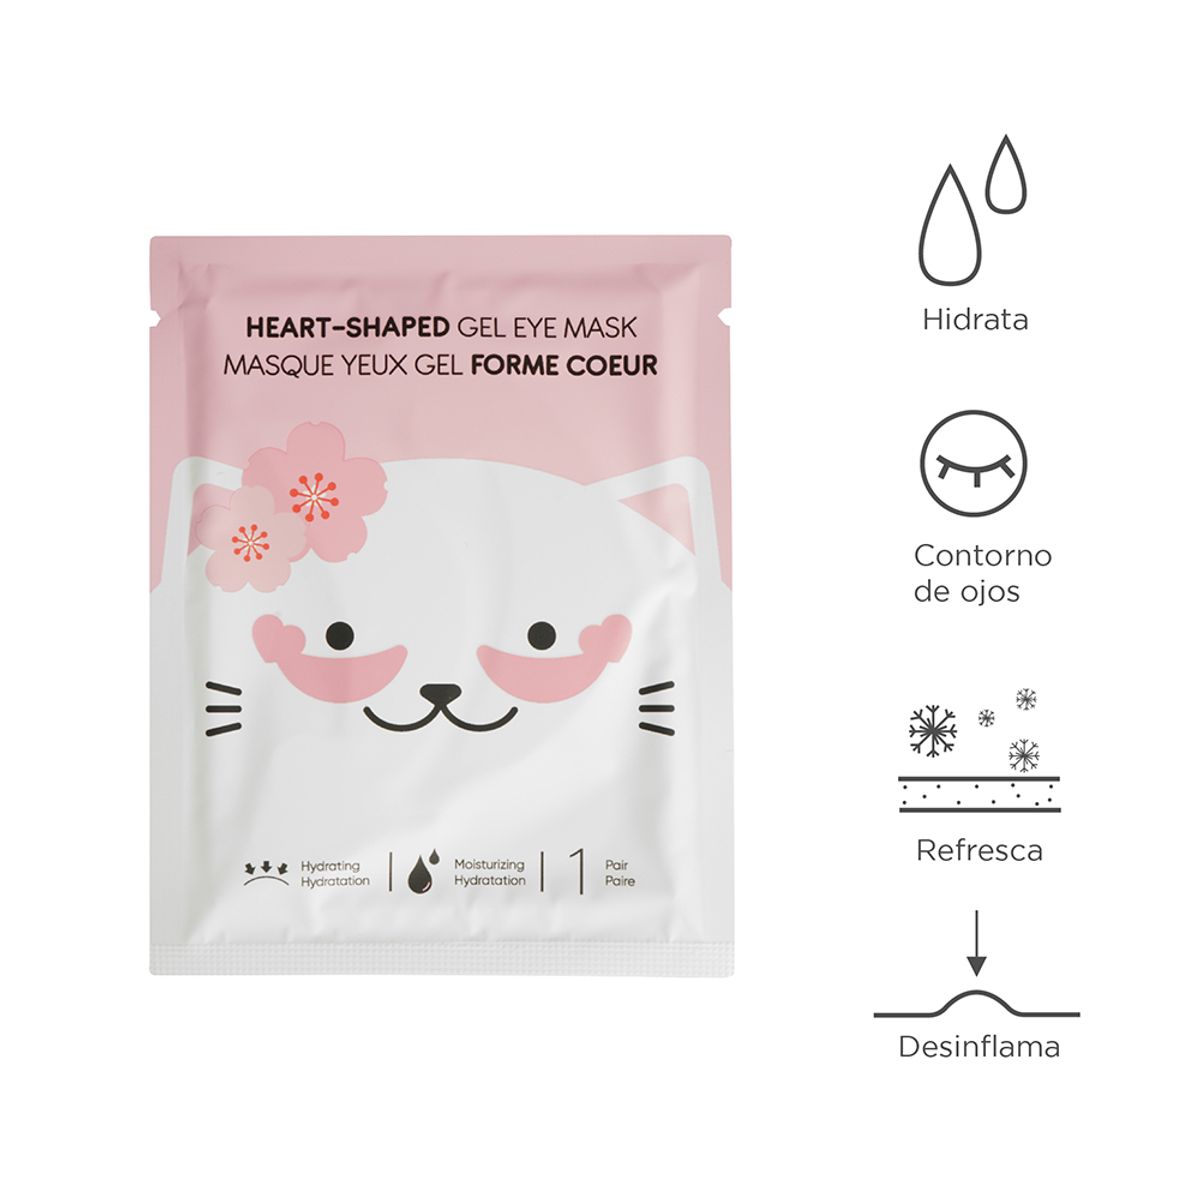 HEART-SHAPED GEL EYE MASK
MASQUE YEUX GEL FORME COEUR
Hydrating
Hydratation
Moisturizing
Hydratation
1
Pair
Paire
Hidrata
Contorno
de ojos
Refresca
Desinflama